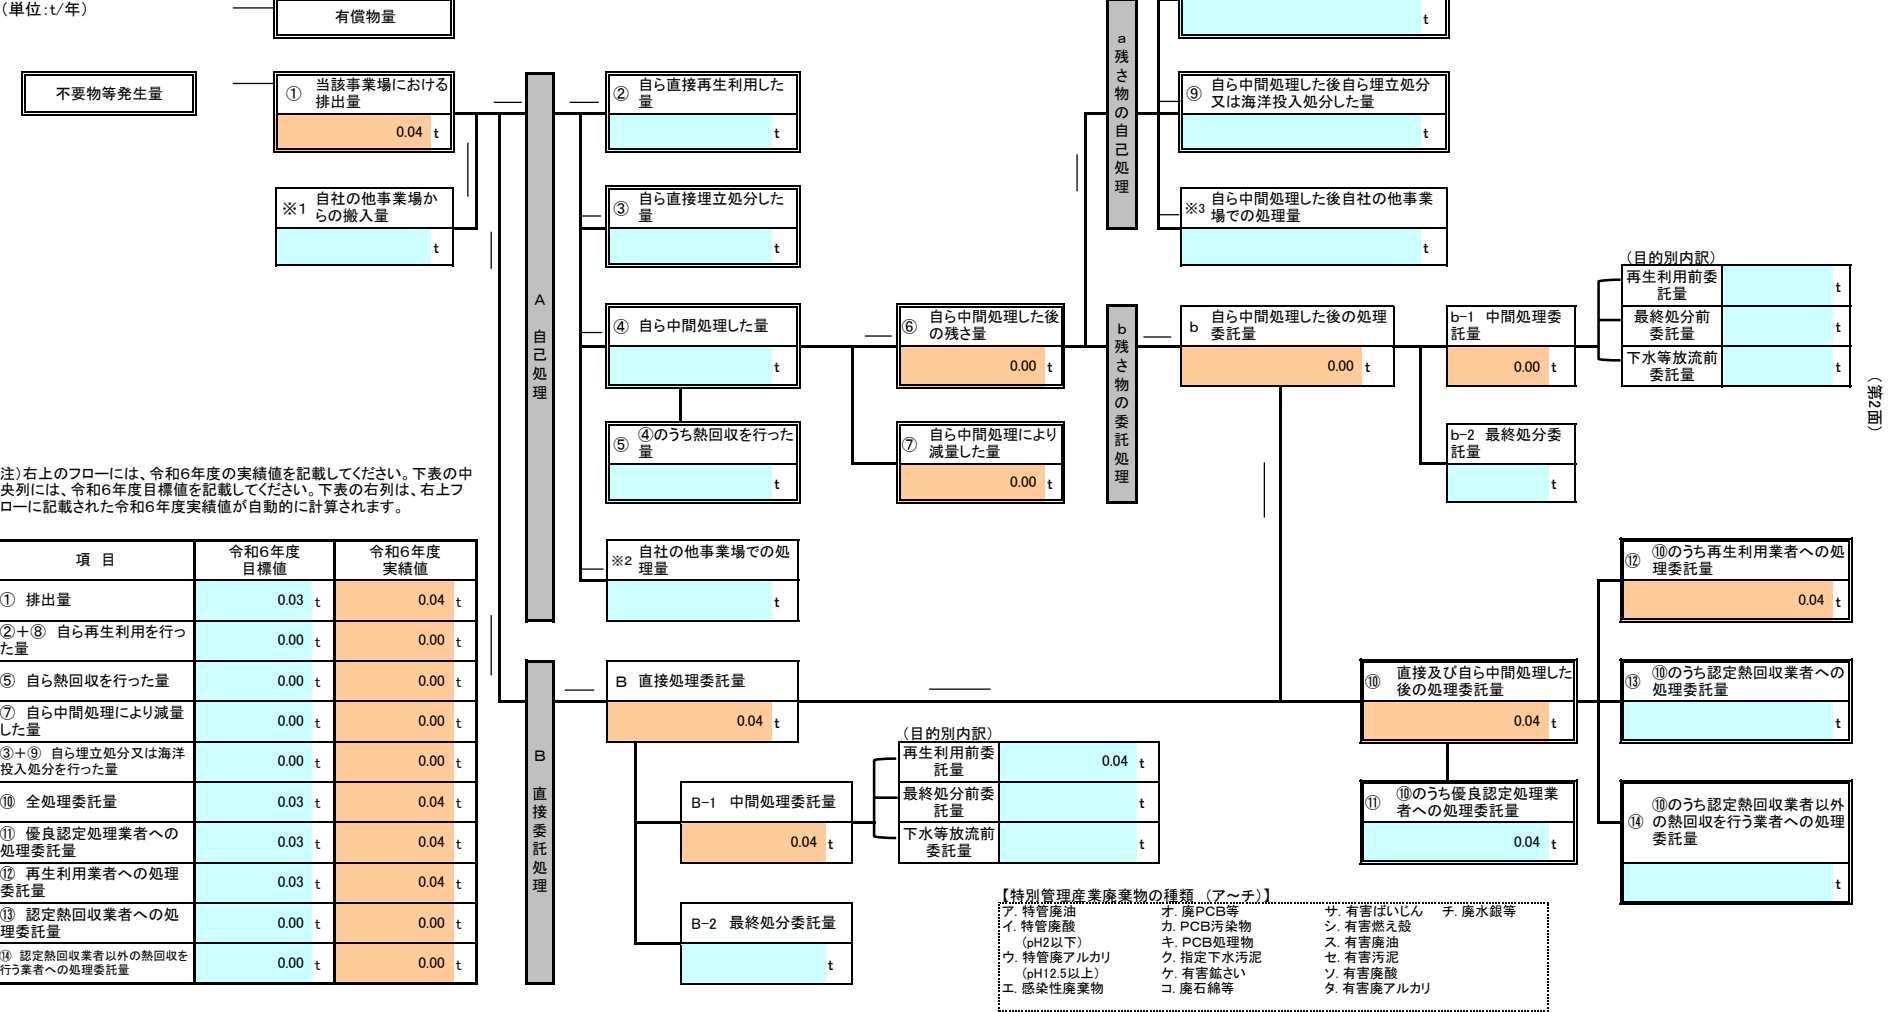 （単位：t/年）
有償物量
t
不要物等発生量
① 当該事業場における
排出量
0.04 t
※1 自社の他事業場か
らの搬入量
t
A 自己処理
② 自ら直接再生利用した
量
t
③ 自ら直接埋立処分した
量
t
④ 自ら中間処理した量
t
⑤ ④のうち熱回収を行った
量
t
※2 自社の他事業場での処
理量
t
⑥ 自ら中間処理した後
の残さ量
0.00 t
⑦ 自ら中間処理により
減量した量
0.00 t
a 残さ物の自己処理
⑨ 自ら中間処理した後自ら埋立処分
又は海洋投入処分した量
t
※3 自ら中間処理した後自社の他事業
場での処理量
t
b 残さ物の委託処理
b 自ら中間処理した後の処理
委託量
0.00 t
b-1 中間処理委
託量
0.00 t
b-2 最終処分委
託量
t
（目的別内訳）
再生利用前委
託量
t
最終処分前
委託量
t
下水等放流前
委託量
t
（第2面）
注）右上のフローには、令和6年度の実績値を記載してください。下表の中
央列には、令和6年度目標値を記載してください。下表の右列は、右上フ
ローに記載された令和6年度実績値が自動的に計算されます。
項 目 令和6年度
目標値 令和6年度
実績値
① 排出量 0.03 t 0.04 t
②＋⑧ 自ら再生利用を行っ
た量 0.00 t 0.00 t
⑤ 自ら熱回収を行った量 0.00 t 0.00 t
⑦ 自ら中間処理により減量
した量 0.00 t 0.00 t
③＋⑨ 自ら埋立処分又は海洋
投入処分を行った量 0.00 t 0.00 t
⑩ 全処理委託量 0.03 t 0.04 t
⑪ 優良認定処理業者への
処理委託量 0.03 t 0.04 t
⑫ 再生利用業者への処理
委託量 0.03 t 0.04 t
⑬ 認定熱回収業者への処
理委託量 0.00 t 0.00 t
⑭ 認定熱回収業者以外の熱回収を
行う業者への処理委託量 0.00 t 0.00 t
B 直接委託処理
B 直接処理委託量
0.04 t
B-1 中間処理委託量
0.04 t
B-2 最終処分委託量
t
（目的別内訳）
再生利用前委
託量
0.04 t
最終処分前委
託量
t
下水等放流前
委託量
t
⑩ 直接及び自ら中間処理した
後の処理委託量
0.04 t
⑪ ⑩のうち優良認定処理業
者への処理委託量
0.04 t
⑫ ⑩のうち再生利用業者への処
理委託量
0.04 t
⑬ ⑩のうち認定熱回収業者への
処理委託量
t
⑭ ⑩のうち認定熱回収業者以外
の熱回収を行う業者への処理
委託量
t
【特別管理産業廃棄物の種類 （ア～チ）】
ア. 特管廃油 オ. 廃PCB等 サ. 有害ばいじん チ. 廃水銀等
イ. 特管廃酸 カ. PCB汚染物 シ. 有害燃え殻
（pH2以下） キ. PCB処理物 ス. 有害廃油
ウ. 特管廃アルカリ ク. 指定下水汚泥 セ. 有害汚泥
（pH12.5以上） ケ. 有害鉱さい ソ. 有害廃酸
エ. 感染性廃棄物 コ. 廃石綿等 タ. 有害廃アルカリ